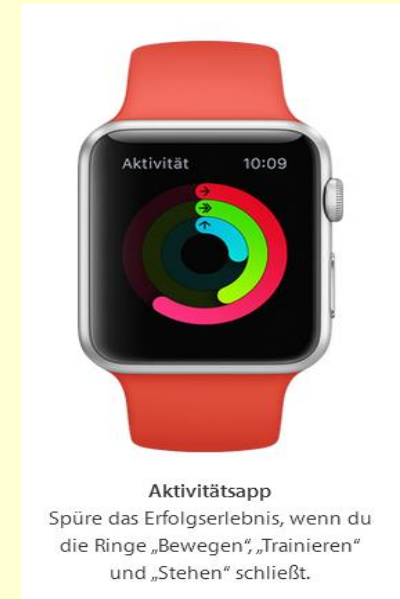 Aktivität 10:09
Aktivitätsapp
Spüre das Erfolgserlebnis, wenn du
die Ringe „Bewegen“, „Trainieren“
und „Stehen“ schließt.